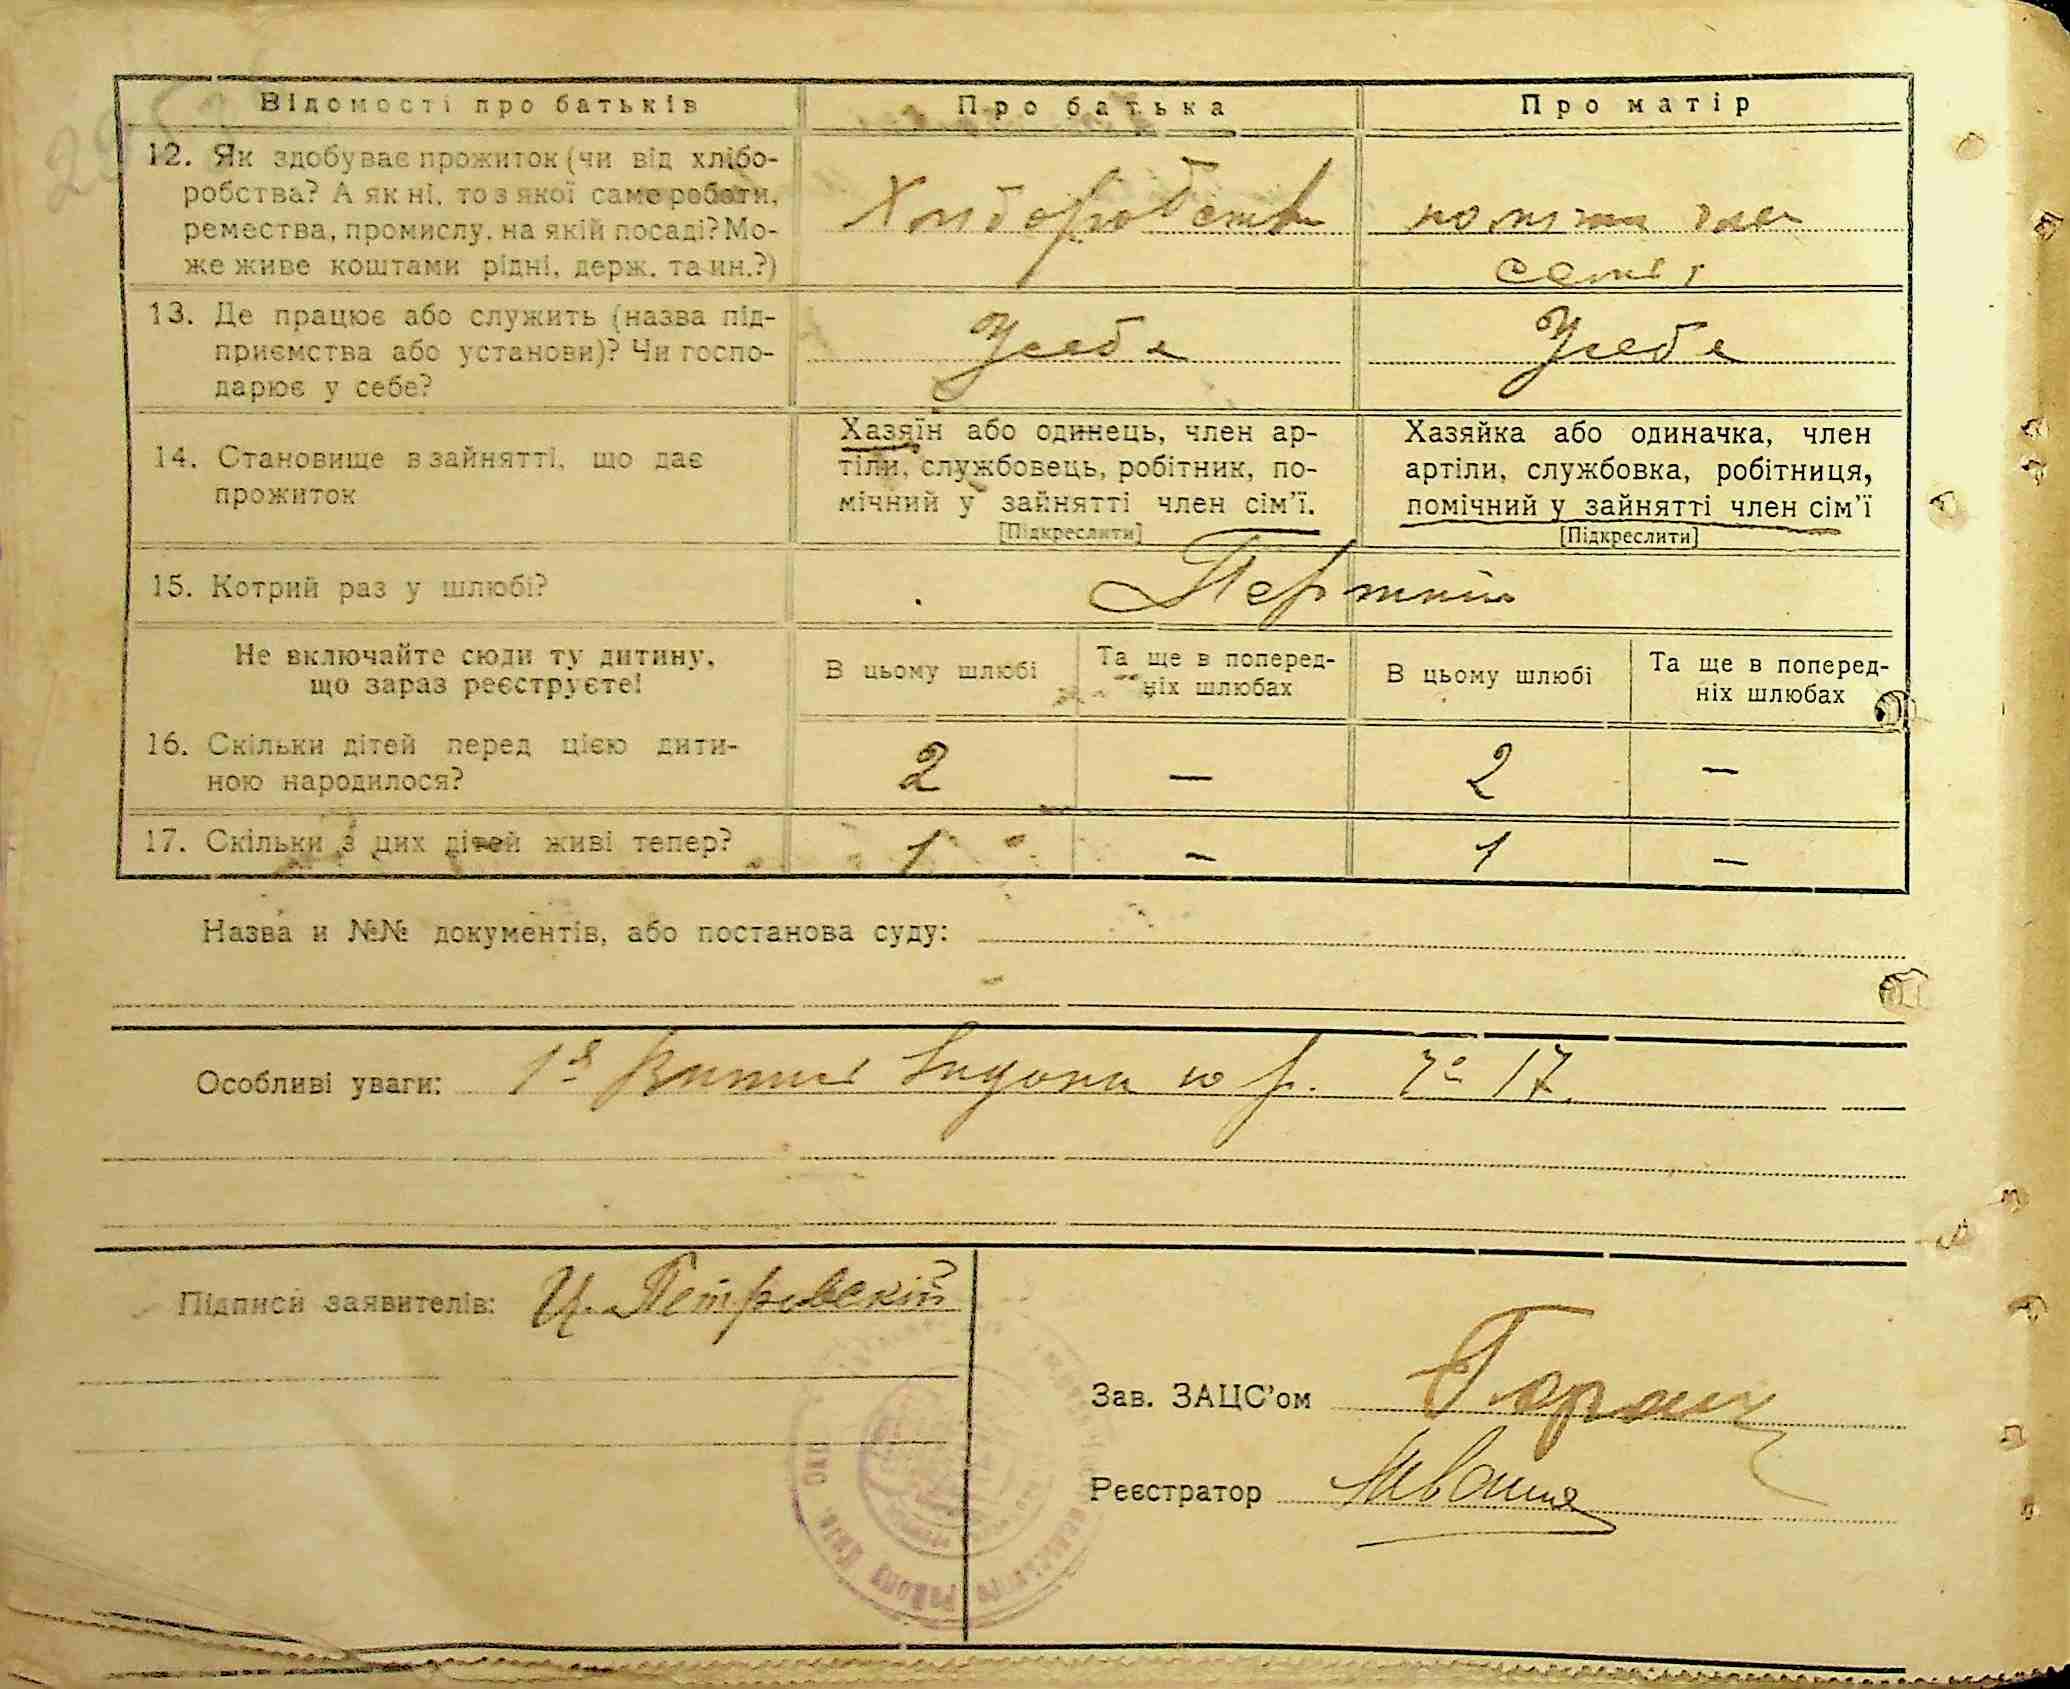 Відомості про батьків
Про батька
Про матір
12. Як здобуває прожиток (чи від хлібо-
робства? А як ні, то з якої саме роботи,
ремества, промислу, на якій посаді? Мо-
же живе коштами рідні, держ. та ин.?)
Хліборобство
сем'ї
13. Де працює або служить (назва під-
приємства або установи)? Чи госпо-
дарює у себе?
У себе
У себе
14. Становище в зайнятті, що дає
прожиток
Хазяїн або одинець, член ар-
тіли, службовець, робітник, по-
мічний у зайнятті член сім'ї.
[Підкреслити]
Хазяйка або одиначка, член
артіли, службовка, робітниця,
помічний у зайнятті член сім'ї
[Підкреслити]
15. Котрий раз у шлюбі?
Не включайте сюди ту дитину,
що зараз реєструєте!
В цьому шлюбі
Та ще в поперед-
ніх шлюбах
В цьому шлюбі
Та ще в поперед-
ніх шлюбах
16. Скільки дітей перед цією дити-
ною народилося?
2 — 2 —
17. Скільки з цих дітей живі тепер?
1 — 1 —
Назва и №№ документів, або постанова суду:
Особливі уваги: 17
Підписи заявителів: Петровский
Зав. ЗАЦС'ом
Реєстратор